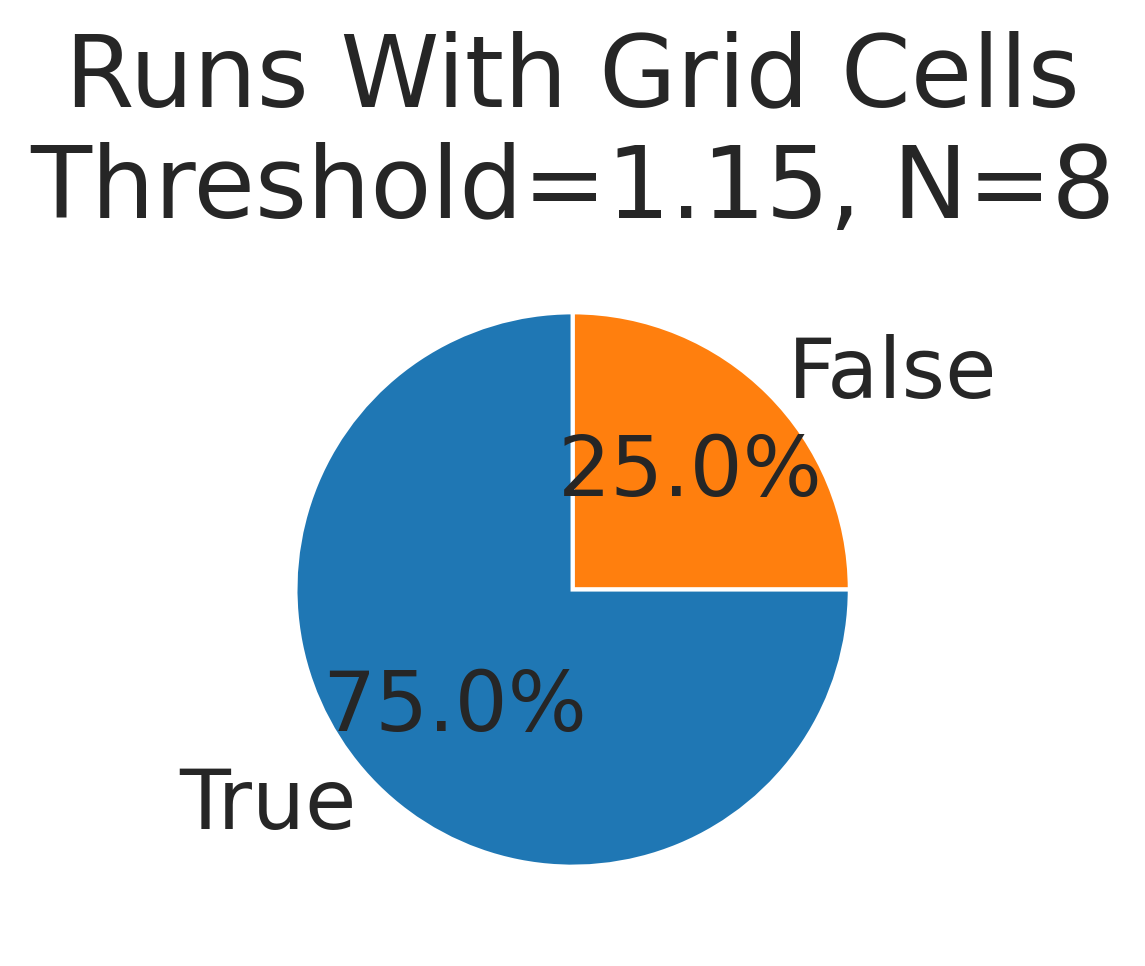 Runs With Grid Cells
Threshold=1.15, N=8
False
25.0%
75.0%
True